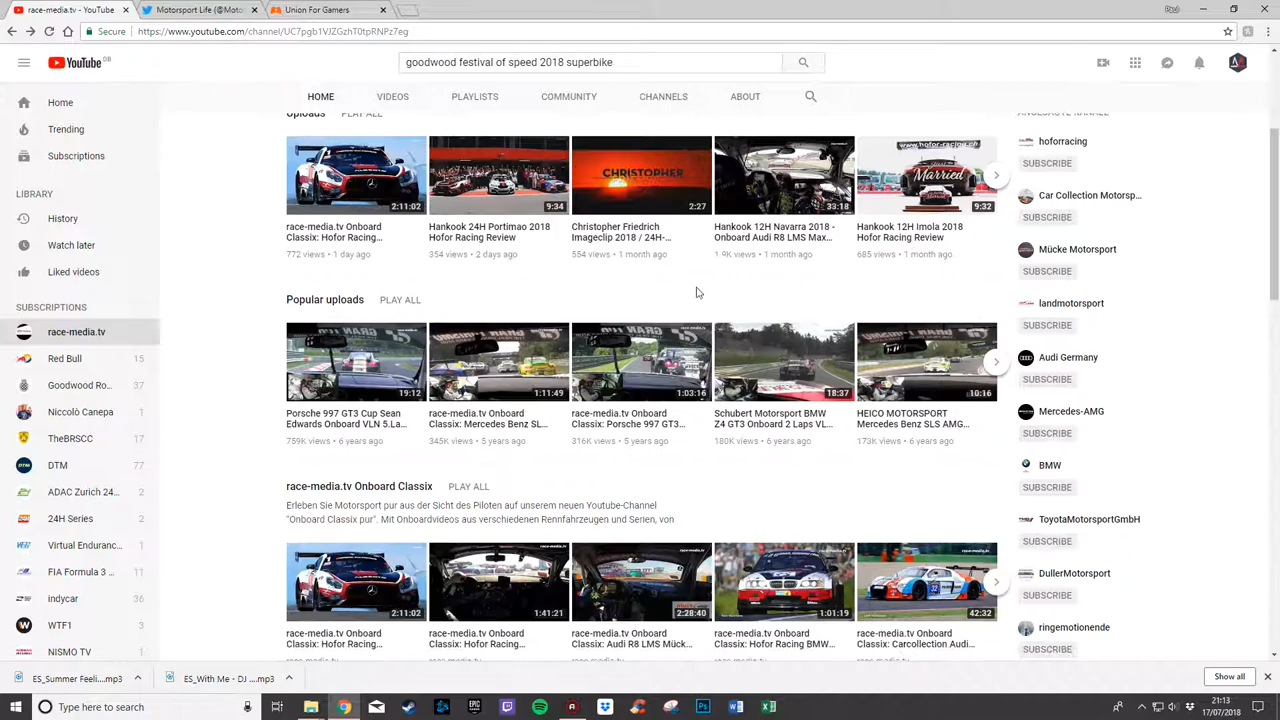 race-media.tv - YouTube
Motorsport Life (@Moto
Union For Gamers
Secure
https://www.youtube.com/channel/UC7pgb1VJZGzhT0tpRNPz7eg
YouTube GB
goodwood festival of speed 2018 superbike
HOME VIDEOS PLAYLISTS COMMUNITY CHANNELS ABOUT
Home
Trending
Subscriptions
LIBRARY
History
Watch later
Liked videos
SUBSCRIPTIONS
race-media.tv
Red Bull 15
Goodwood Ro... 37
Niccolò Canepa 1
TheBRSCC 17
DTM 77
ADAC Zurich 24... 2
24H Series 2
Virtual Enduranc... 1
FIA Formula 3 ... 1
indycar 36
WTF1 1
NISMO TV 1
Uploads PLAY ALL
2:11:02
9:34
CHRISTOPHER
2:27
33:18
www.hofor-racing.ch
Married
9:32
race-media.tv Onboard
Classix: Hofor Racing...
772 views • 1 day ago
Hankook 24H Portimao 2018
Hofor Racing Review
354 views • 2 days ago
Christopher Friedrich
Imageclip 2018 / 24H-...
554 views • 1 month ago
Hankook 12H Navarra 2018 -
Onboard Audi R8 LMS Max...
1.9K views • 1 month ago
Hankook 12H Imola 2018
Hofor Racing Review
685 views • 1 month ago
Popular uploads PLAY ALL
19:12
1:11:49
1:03:16
18:37
10:16
Porsche 997 GT3 Cup Sean
Edwards Onboard VLN 5.La...
759K views • 6 years ago
race-media.tv Onboard
Classix: Mercedes Benz SL...
345K views • 5 years ago
race-media.tv Onboard
Classix: Porsche 997 GT3...
316K views • 5 years ago
Schubert Motorsport BMW
Z4 GT3 Onboard 2 Laps VL...
180K views • 6 years ago
HEICO MOTORSPORT
Mercedes Benz SLS AMG...
173K views • 6 years ago
race-media.tv Onboard Classix PLAY ALL
Erleben Sie Motorsport pur aus der Sicht des Piloten auf unserem neuen Youtube-Channel
"Onboard Classix pur". Mit Onboardvideos aus verschiedenen Rennfahrzeugen und Serien, von
2:11:02
1:41:21
2:28:40
1:01:19
32
42:32
race-media.tv Onboard
Classix: Hofor Racing...
race-media.tv Onboard
Classix: Hofor Racing...
race-media.tv Onboard
Classix: Audi R8 LMS Mück...
race-media.tv Onboard
Classix: Hofor Racing BMW...
race-media.tv Onboard
Classix: Carcollection Audi...
hoforracing
SUBSCRIBE
Car Collection Motorsp...
SUBSCRIBE
Mücke Motorsport
SUBSCRIBE
landmotorsport
SUBSCRIBE
Audi Germany
SUBSCRIBE
Mercedes-AMG
SUBSCRIBE
BMW
SUBSCRIBE
ToyotaMotorsportGmbH
SUBSCRIBE
DullerMotorsport
SUBSCRIBE
ringemotionende
SUBSCRIBE
ES_Summer Feeli....mp3
ES_With Me - DJ ....mp3
Show all
Type here to search
21:13
17/07/2018